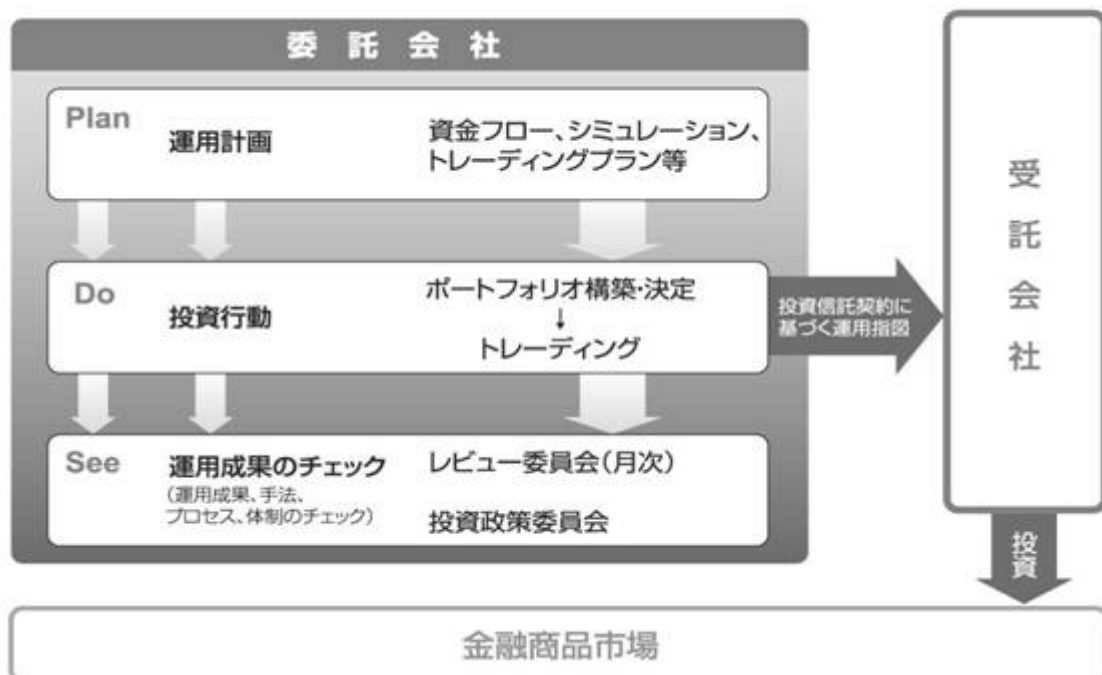 委託会社
Plan
運用計画
資金フロー、シミュレーション、
トレーディングプラン等
Do
投資行動
ポートフォリオ構築・決定
↓
トレーディング
投資信託契約に
基づく運用指図
受託会社
See
運用成果のチェック
(運用成果、手法、
プロセス、体制のチェック)
レビュー委員会(月次)
投資政策委員会
投資
金融商品市場